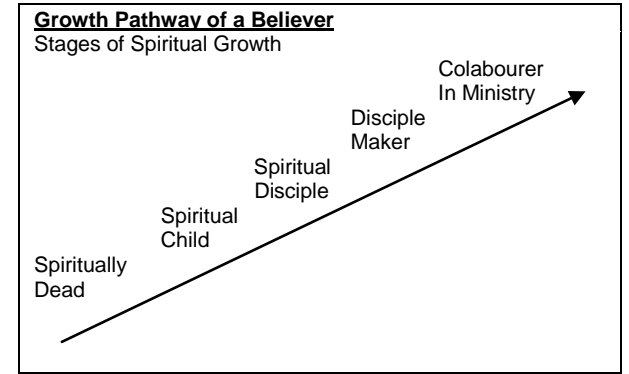 Growth Pathway of a Believer
Stages of Spiritual Growth
Colabourer
In Ministry
Disciple
Maker
Spiritual
Disciple
Spiritual
Child
Spiritually
Dead